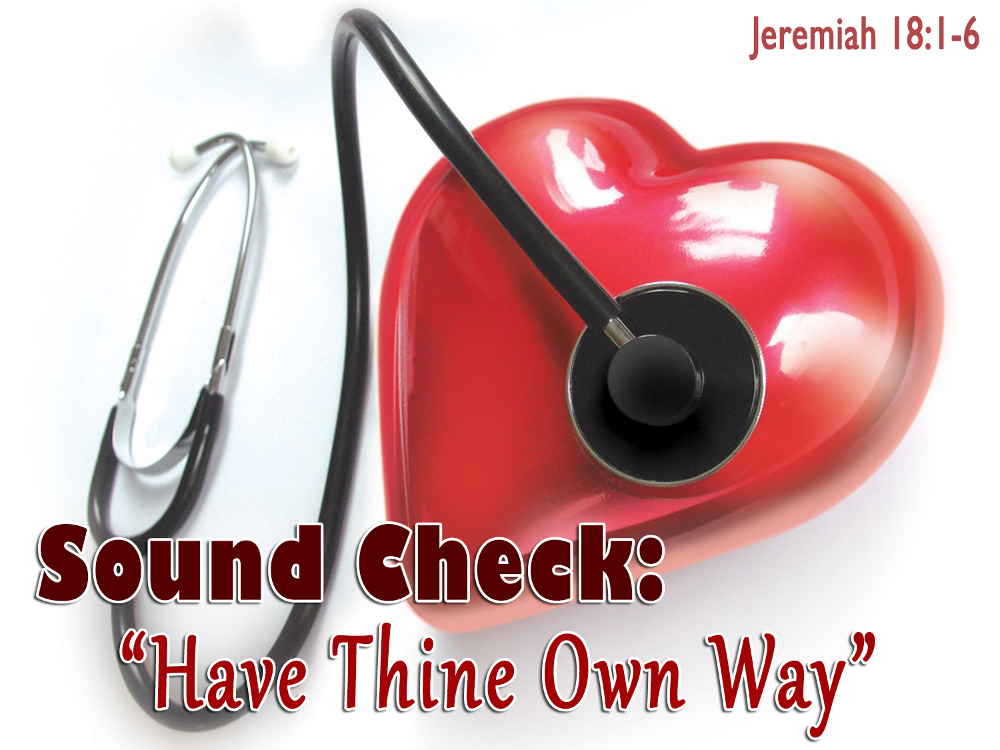 Jeremiah 18:1-6
Sound Check:
“Have Thine Own Way”